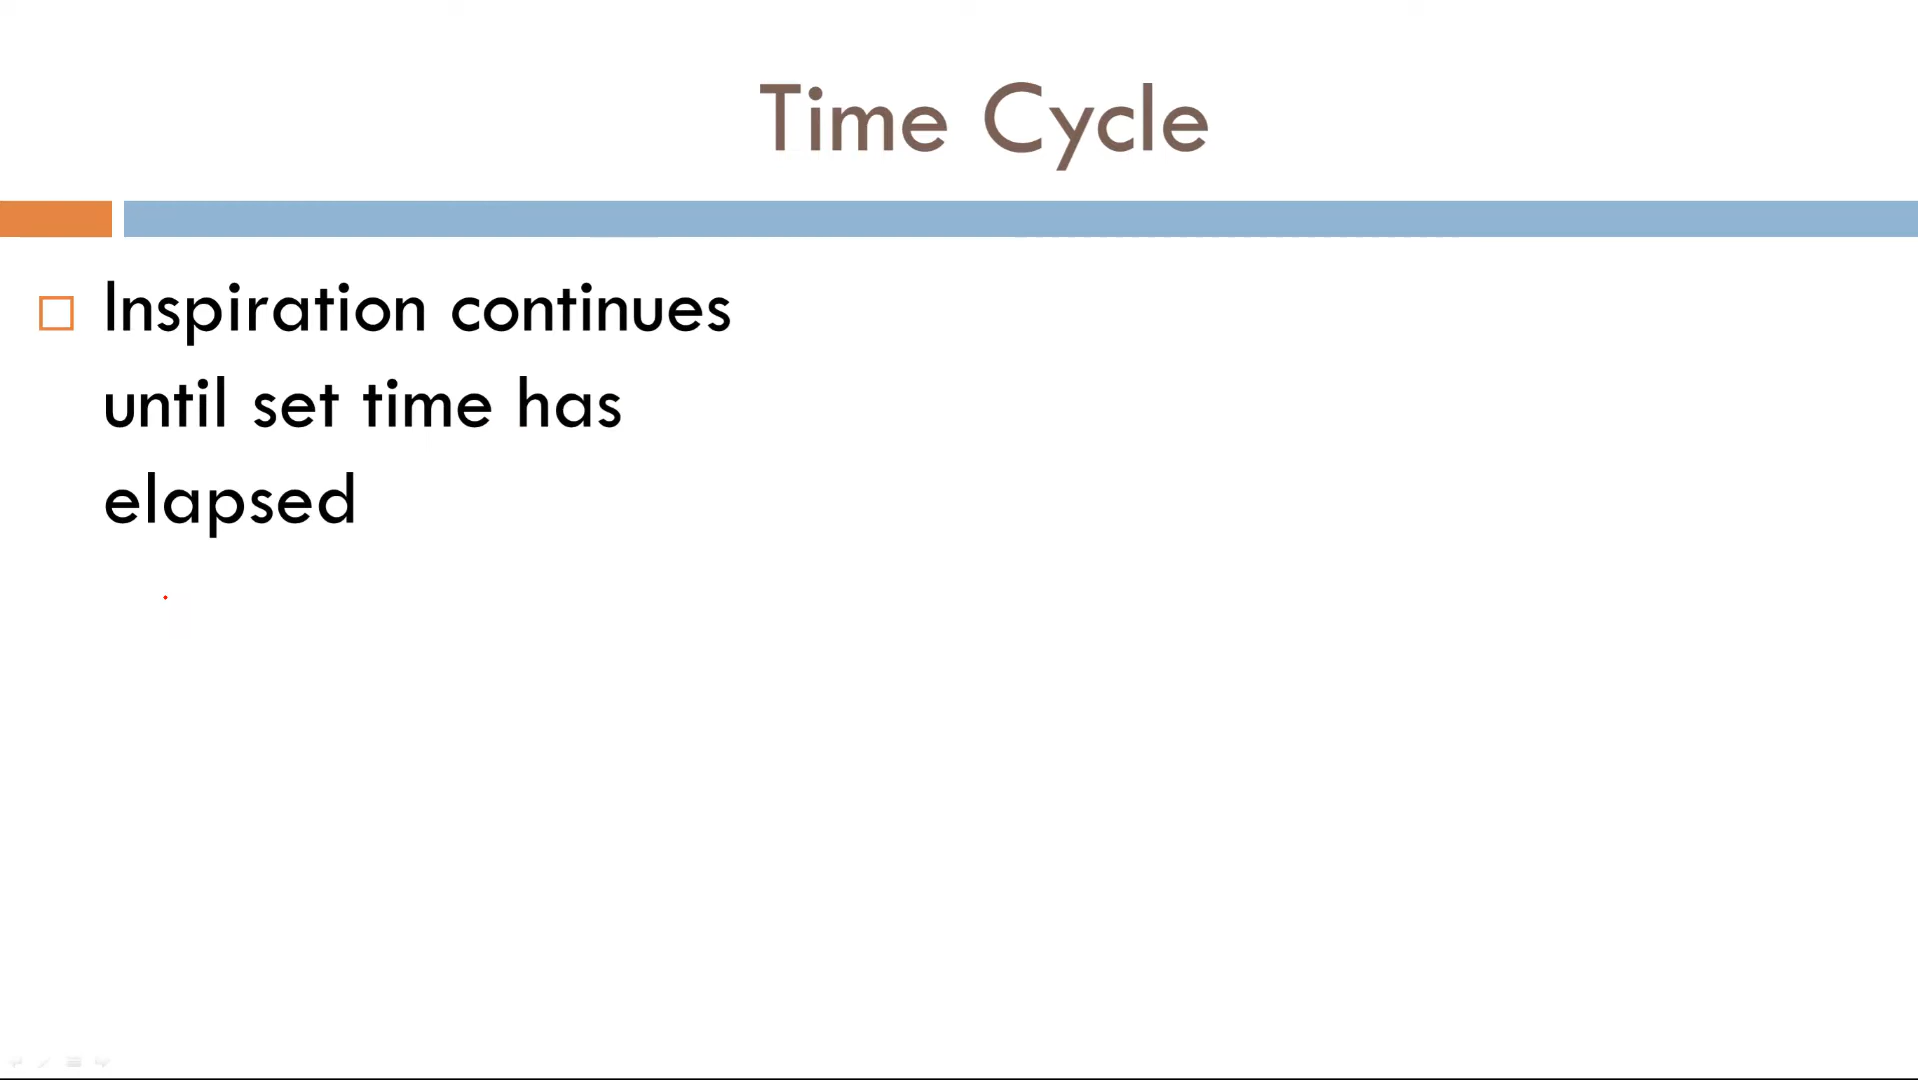 Time Cycle
Inspiration continues
until set time has
elapsed